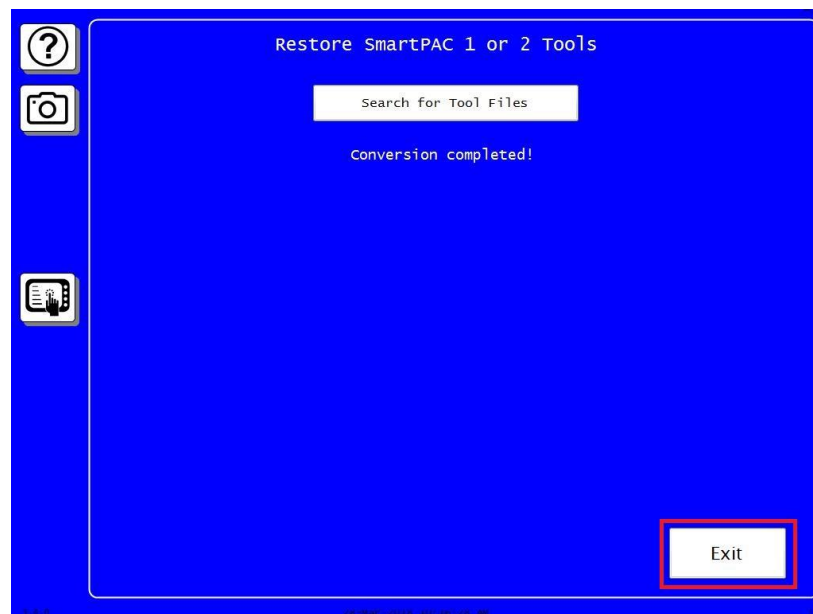 Restore SmartPAC 1 or 2 Tools
Search for Tool Files
Conversion completed!
Exit